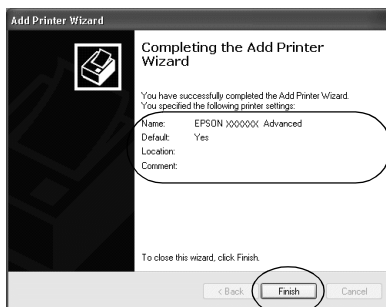 Add Printer Wizard
Completing the Add Printer
Wizard
You have successfully completed the Add Printer Wizard.
You specified the following printer settings:
Name: EPSON XXXXXX Advanced
Default: Yes
Location:
Comment:
To close this wizard, click Finish.
< Back Finish Cancel